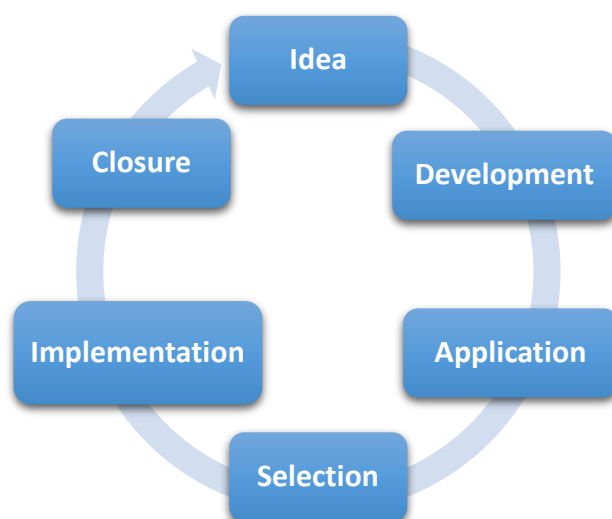 Idea
Development
Application
Selection
Implementation
Closure